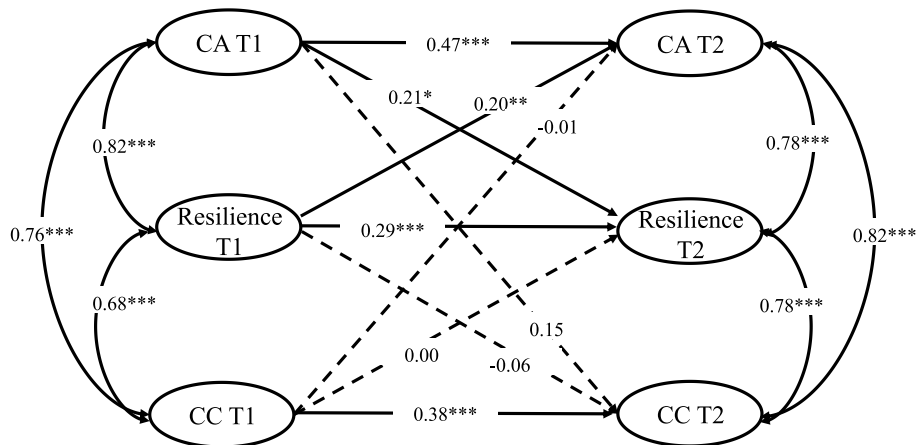 CA T1
0.47***
CA T2
0.21*
0.20**
-0.01
0.82***
0.78***
Resilience
T1
0.29***
Resilience
T2
0.76***
0.82***
0.68***
0.78***
0.15
0.00
-0.06
CC T1
0.38***
CC T2